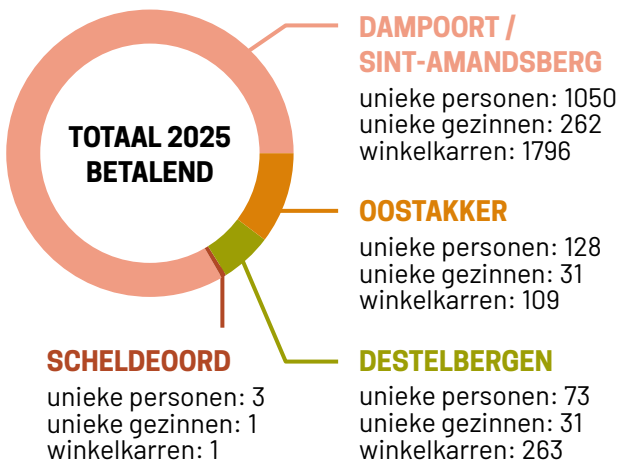 TOTAAL 2025
BETALEND
DAMPOORT /
SINT-AMANDSBERG
unieke personen: 1050
unieke gezinnen: 262
winkelkarren: 1796
OOSTAKKER
unieke personen: 128
unieke gezinnen: 31
winkelkarren: 109
SCHELDEOORD
unieke personen: 3
unieke gezinnen: 1
winkelkarren: 1
DESTELBERGEN
unieke personen: 73
unieke gezinnen: 31
winkelkarren: 263